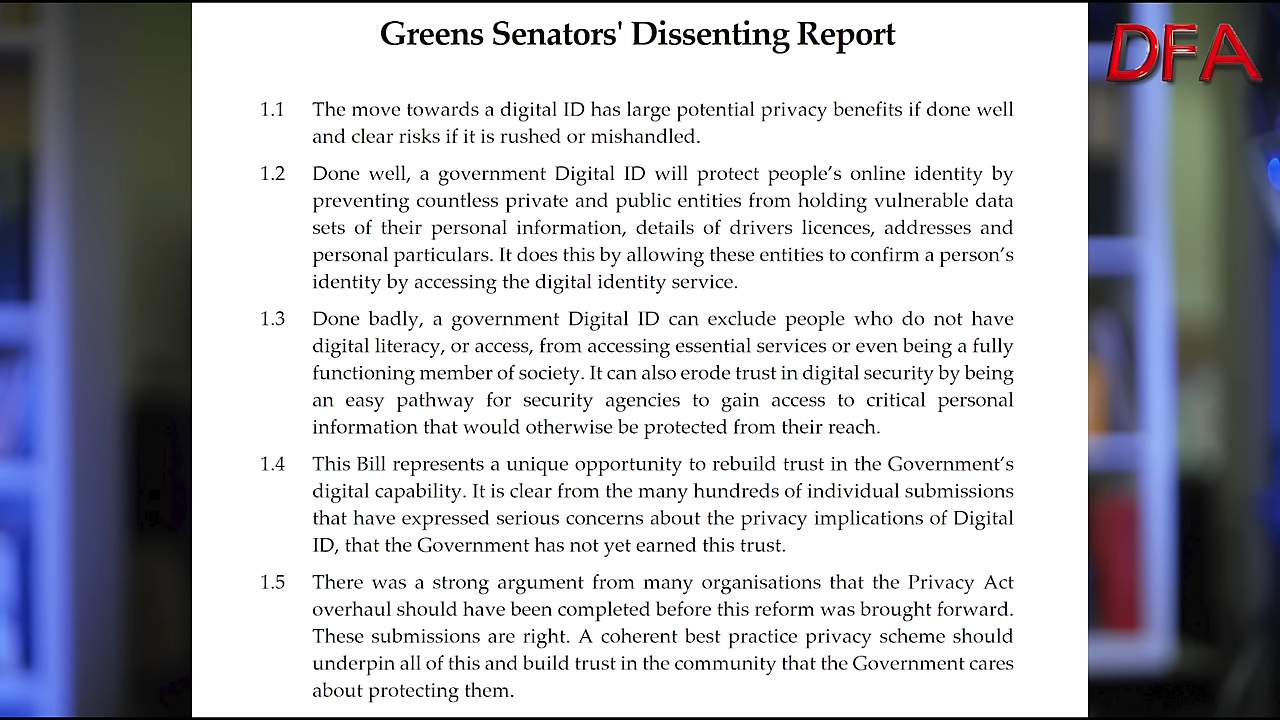 Greens Senators' Dissenting Report
DFA
1.1 The move towards a digital ID has large potential privacy benefits if done well
and clear risks if it is rushed or mishandled.
1.2 Done well, a government Digital ID will protect people’s online identity by
preventing countless private and public entities from holding vulnerable data
sets of their personal information, details of drivers licences, addresses and
personal particulars. It does this by allowing these entities to confirm a person’s
identity by accessing the digital identity service.
1.3 Done badly, a government Digital ID can exclude people who do not have
digital literacy, or access, from accessing essential services or even being a fully
functioning member of society. It can also erode trust in digital security by being
an easy pathway for security agencies to gain access to critical personal
information that would otherwise be protected from their reach.
1.4 This Bill represents a unique opportunity to rebuild trust in the Government’s
digital capability. It is clear from the many hundreds of individual submissions
that have expressed serious concerns about the privacy implications of Digital
ID, that the Government has not yet earned this trust.
1.5 There was a strong argument from many organisations that the Privacy Act
overhaul should have been completed before this reform was brought forward.
These submissions are right. A coherent best practice privacy scheme should
underpin all of this and build trust in the community that the Government cares
about protecting them.